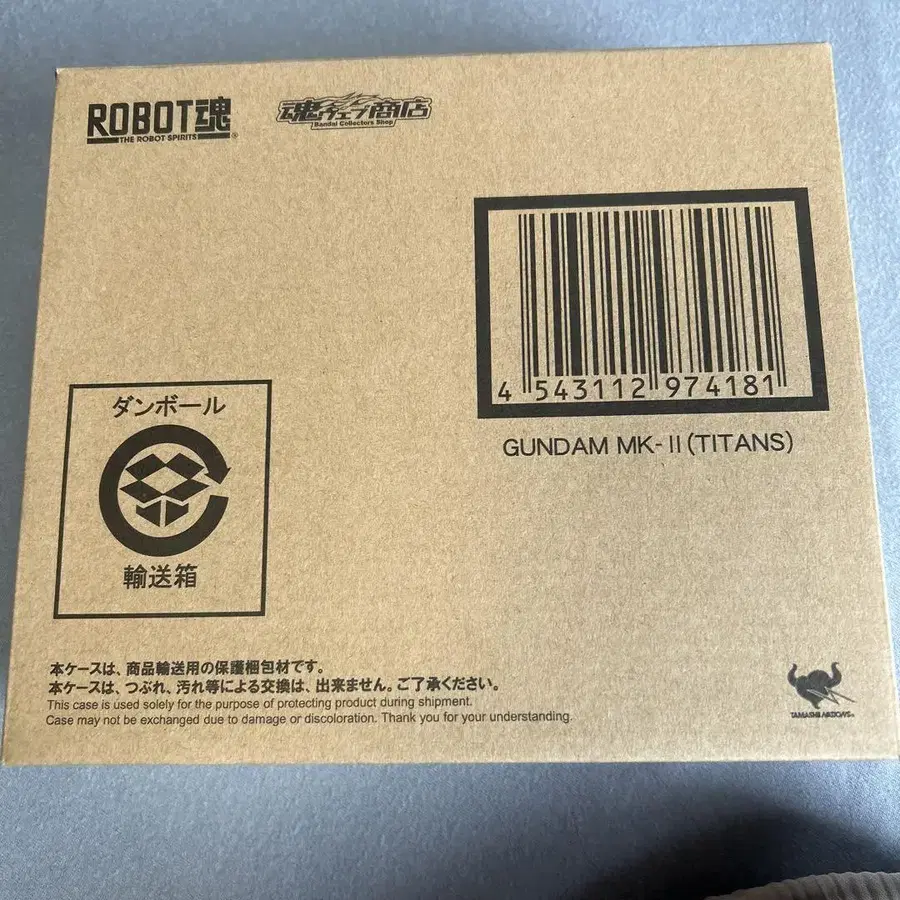 ROBOT魂
THE ROBOT SPIRITS
魂ウェブ商店
Bandai Collectors Shop
4 543112 974181
GUNDAM MK-II(TITANS)
ダンボール
輸送箱
本ケースは、商品輸送用の保護梱包材です。
本ケースは、つぶれ、汚れ等による交換は、出来ません。ご了承ください。
This case is used solely for the purpose of protecting product during shipment.
Case may not be exchanged due to damage or discoloration. Thank you for your understanding.
TAMASHII NATIONS